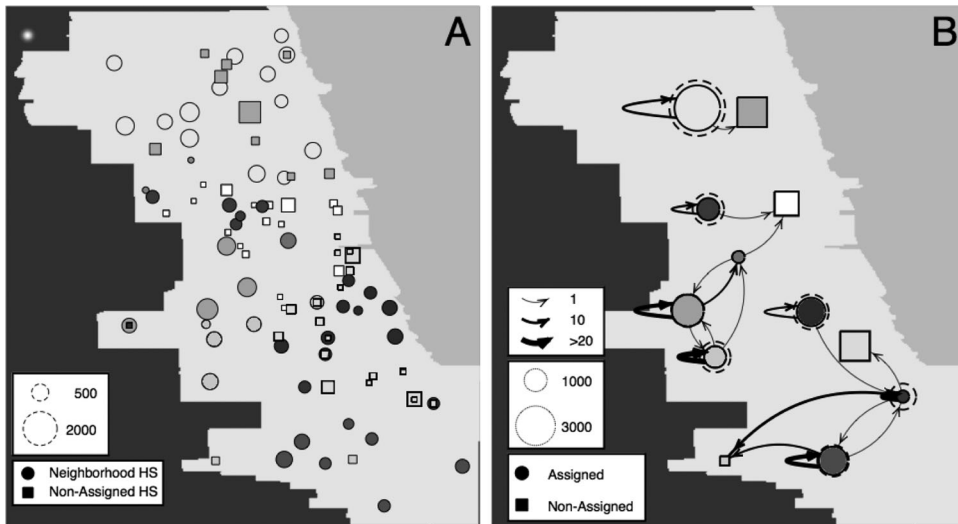 A
500
2000
Neighborhood HS
Non-Assigned HS
B
1
10
>20
1000
3000
Assigned
Non-Assigned